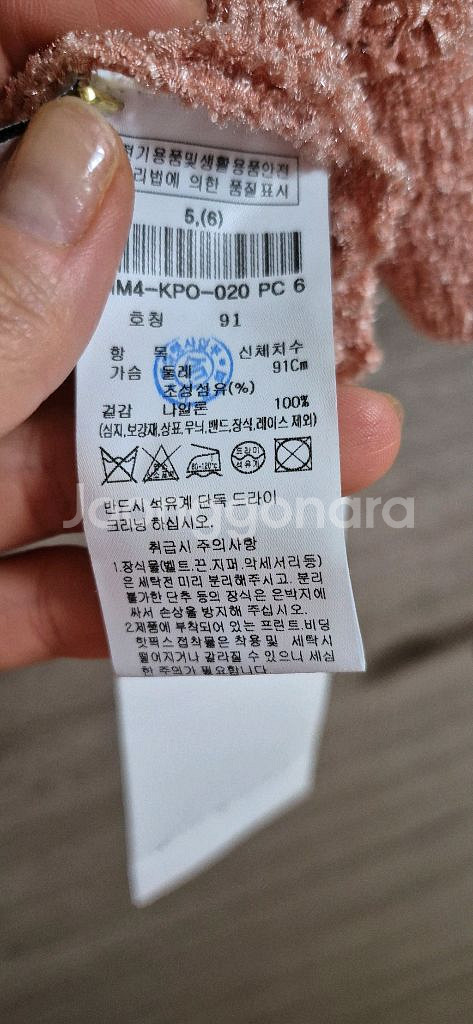 전기용품및생활용품안전
리법에 의한 품질표시
5,(6)
IM4-KPO-020 PC 6
호칭 91
항 목 신체치수
가슴 둘레 91Cm
조성섬유(%)
겉감 나일론 100%
(심지,보강재,상표,무늬,밴드,장식,레이스 제외)
80~120℃
드라이
석유계
반드시 석유계 단독 드라이
크리닝 하십시오.
Joonggonara
취급시 주의사항
1.장식물(벨트.끈.지퍼.악세서리등)
은 세탁전 미리 분리해주시고. 분리
불가한 단추 등의 장식은 은박지에
싸서 손상을 방지해 주십시오.
2.제품에 부착되어 있는 프린트.비딩
핫픽스 접착물은 착용및 세탁시
떨어지거나 갈라질 수 있으니 세심
한 주의가 필요합니다.